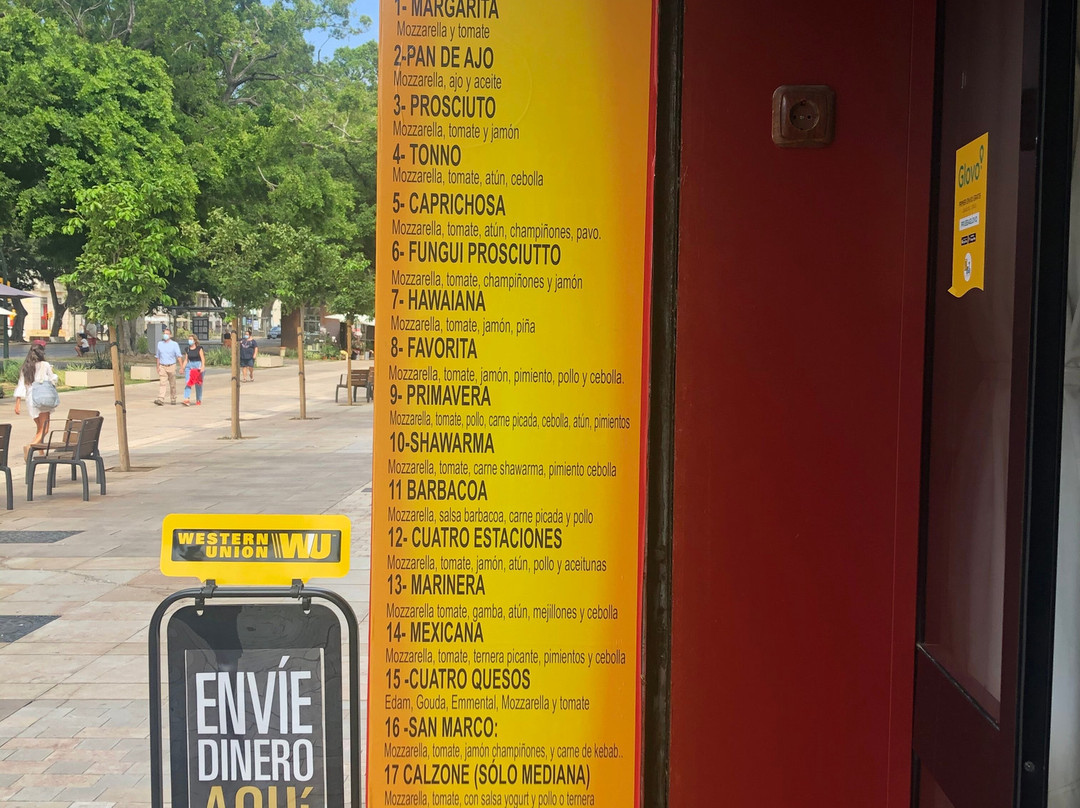 1- MARGARITA
Mozzarella y tomate
2-PAN DE AJO
Mozzarella, ajo y aceite
3- PROSCIUTO
Mozzarella, tomate y jamón
4- TONNO
Mozzarella, tomate, atún, cebolla
5- CAPRICHOSA
Mozzarella, tomate, atún, champiñones, pavo.
6- FUNGUI PROSCIUTTO
Mozzarella, tomate, champiñones y jamón
7- HAWAIANA
Mozzarella, tomate, jamón, piña
8- FAVORITA
Mozzarella, tomate, jamón, pimiento, pollo y cebolla.
9- PRIMAVERA
Mozzarella, tomate, pollo, carne picada, cebolla, atún, pimientos
10-SHAWARMA
Mozzarella, tomate, carne shawarma, pimiento cebolla
11 BARBACOA
Mozzarella, salsa barbacoa, carne picada y pollo
12- CUATRO ESTACIONES
Mozzarella, tomate, jamón, atún, pollo y aceitunas
13- MARINERA
Mozzarella tomate, gamba, atún, mejillones y cebolla
14- MEXICANA
Mozzarella, tomate, ternera picante, pimientos y cebolla
15 -CUATRO QUESOS
Edam, Gouda, Emmental, Mozzarella y tomate
16 -SAN MARCO:
Mozzarella, tomate, jamón champiñones, y carne de kebab..
17 CALZONE (SÓLO MEDIANA)
Mozzarella, tomate, con salsa yogurt y pollo o ternera
WESTERN
UNION WU
ENVÍE
DINERO
AQUÍ
Glovo